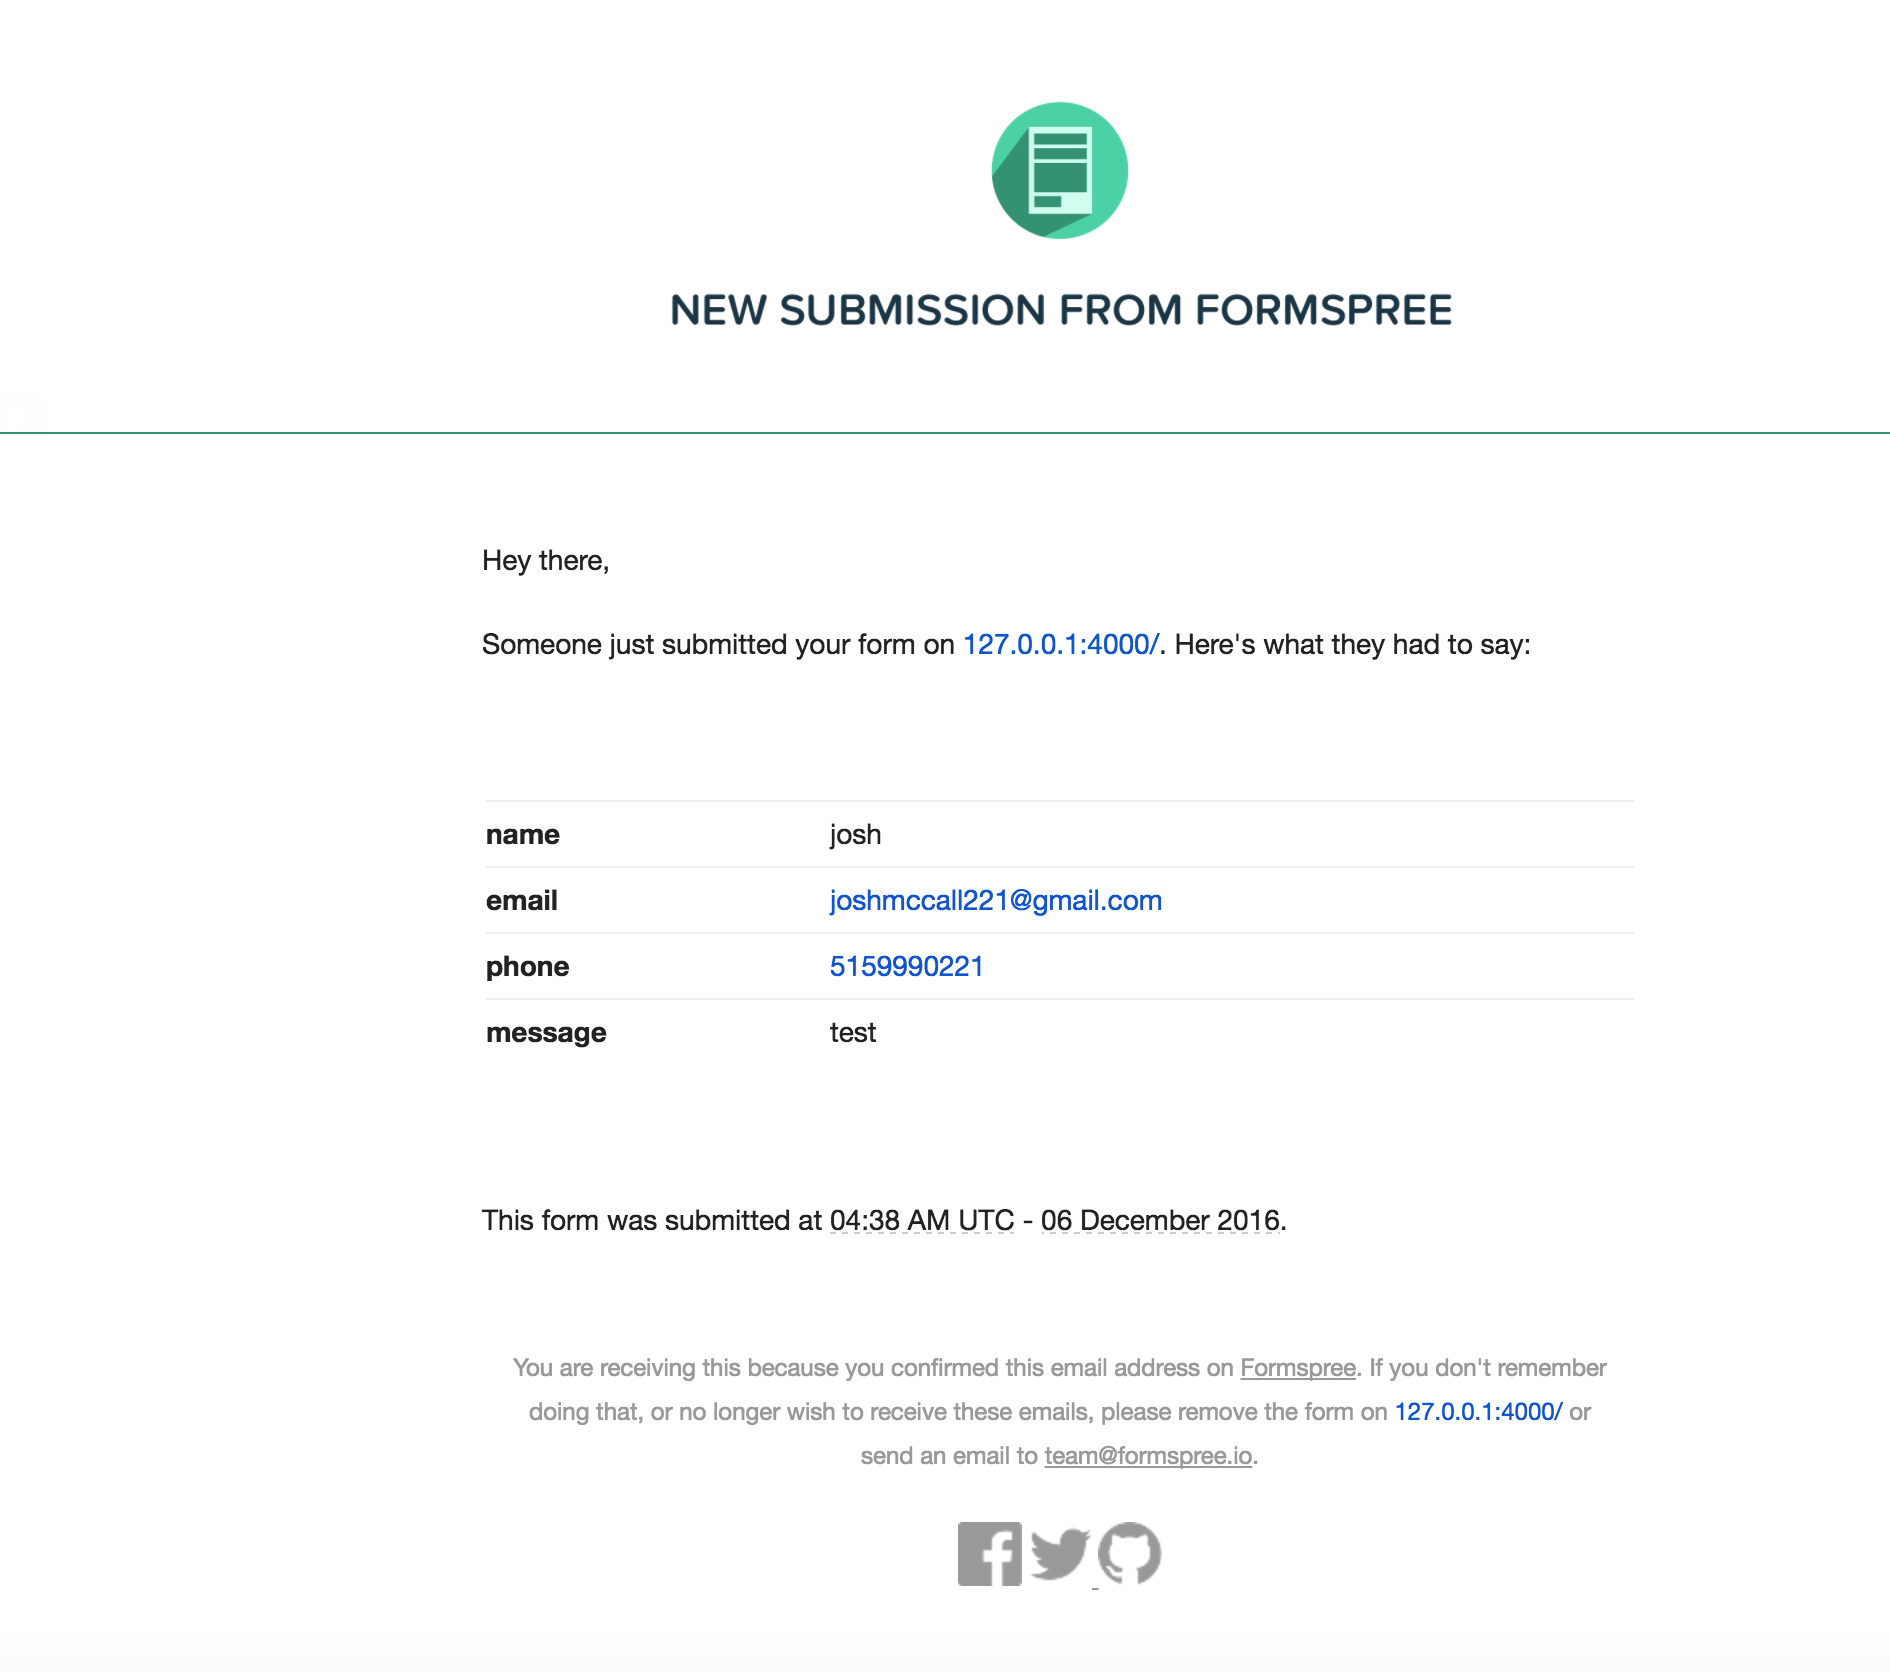 NEW SUBMISSION FROM FORMSPREE
Hey there,
Someone just submitted your form on 127.0.0.1:4000/. Here's what they had to say:
name josh
email joshmccall221@gmail.com
phone 5159990221
message test
This form was submitted at 04:38 AM UTC - 06 December 2016.
You are receiving this because you confirmed this email address on Formspree. If you don't remember
doing that, or no longer wish to receive these emails, please remove the form on 127.0.0.1:4000/ or
send an email to team@formspree.io.